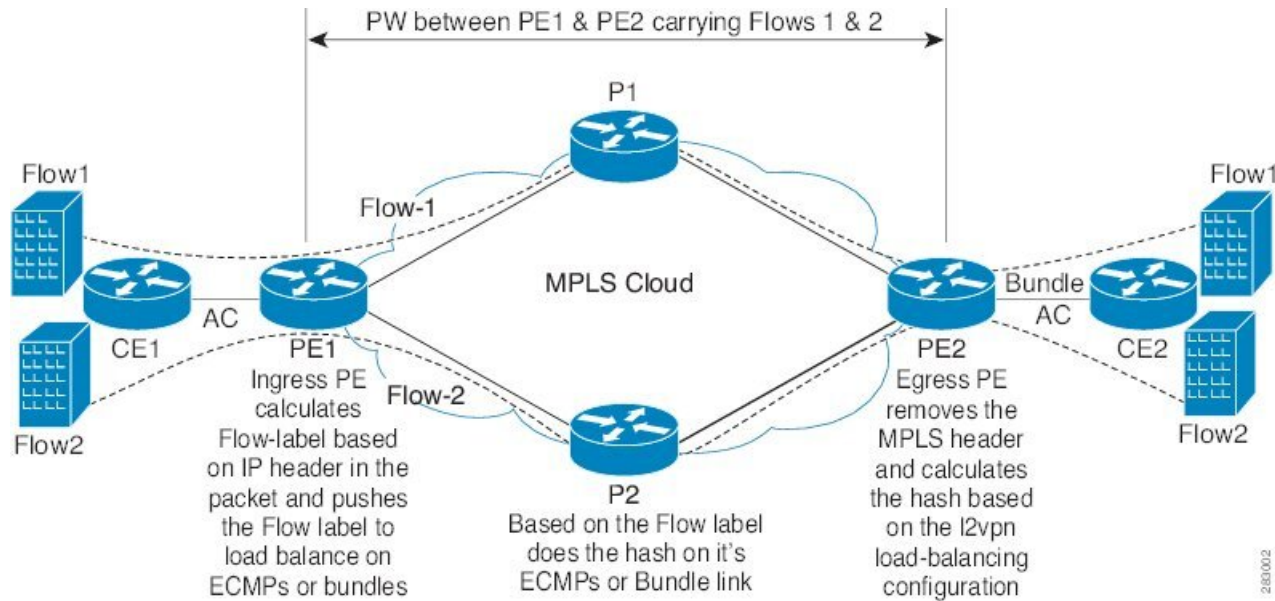 PW between PE1 & PE2 carrying Flows 1 & 2
P1
Flow1
Flow-1
Flow1
MPLS Cloud
Bundle
AC
AC
CE1
PE1
PE2
CE2
Flow2
Flow-2
Flow2
Ingress PE
calculates
Flow-label based
on IP header in the
packet and pushes
the Flow label to
load balance on
ECMPs or bundles
P2
Based on the Flow label
does the hash on it's
ECMPs or Bundle link
Egress PE
removes the
MPLS header
and calculates
the hash based
on the l2vpn
load-balancing
configuration
283002